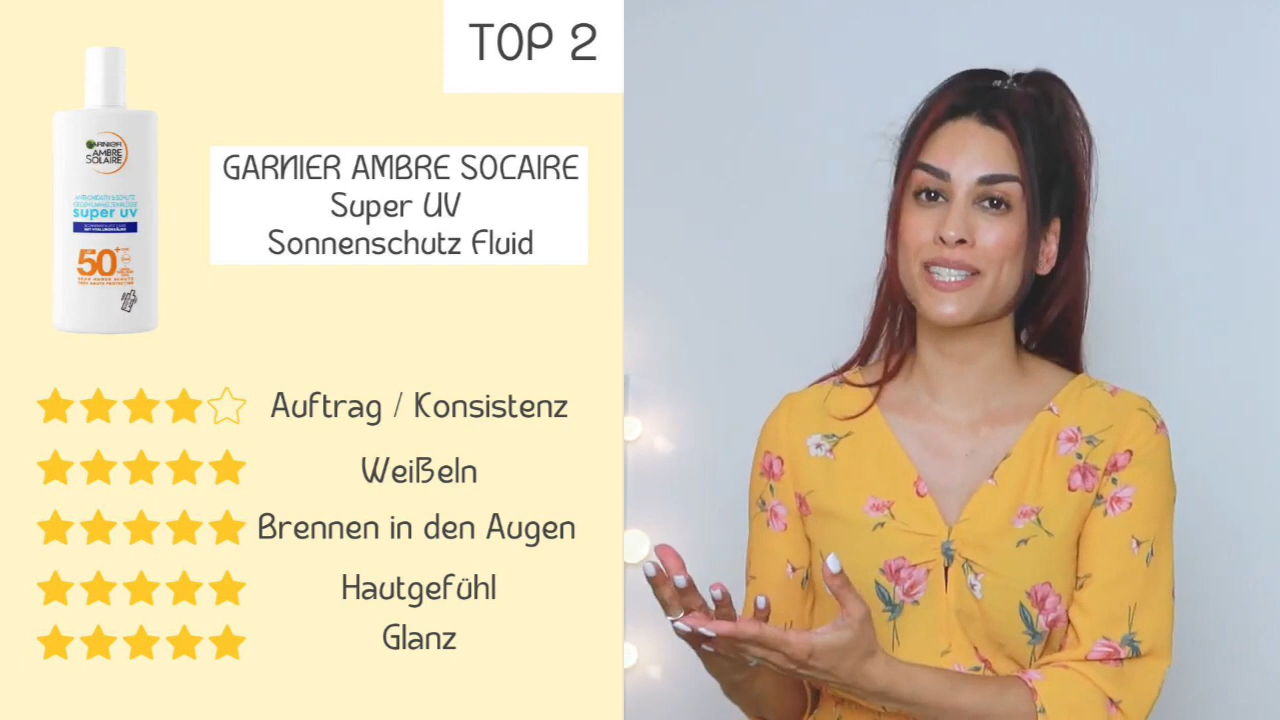 TOP 2
GARNIER
AMBRE
SOLAIRE
super uv
50+
GARNIER AMBRE SOCAIRE
Super UV
Sonnenschutz Fluid
Auftrag / Konsistenz
Weißeln
Brennen in den Augen
Hautgefühl
Glanz